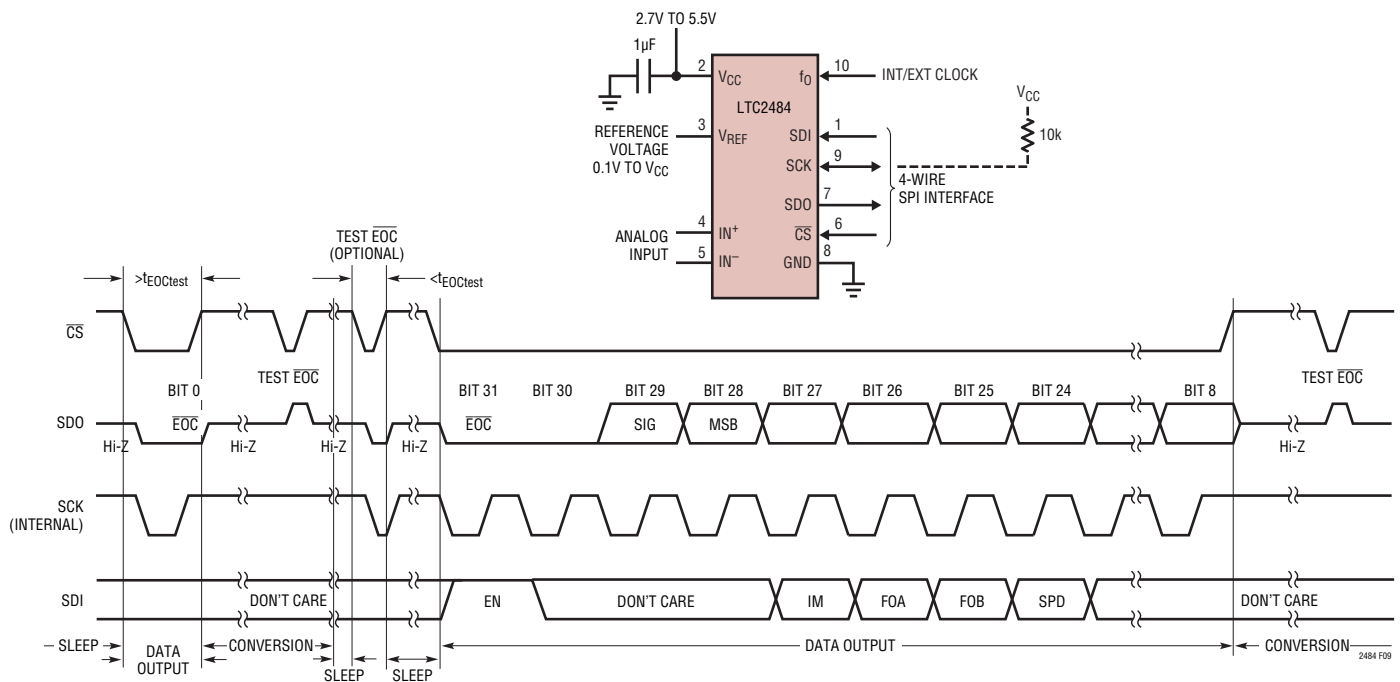 2.7V TO 5.5V
1µF
2
VCC
fO
10
INT/EXT CLOCK
LTC2484
VCC
10k
REFERENCE
VOLTAGE
0.1V TO VCC
3
VREF
SDI
1
SCK
9
4-WIRE
SPI INTERFACE
SDO
7
ANALOG
INPUT
4
IN+
CS
6
5
IN−
GND
8
>tEOCtest
TEST EOC
(OPTIONAL)
<tEOCtest
CS
BIT 0
TEST EOC
BIT 31
BIT 30
BIT 29
BIT 28
BIT 27
BIT 26
BIT 25
BIT 24
BIT 8
TEST EOC
SDO
EOC
EOC
SIG
MSB
Hi-Z
Hi-Z
Hi-Z
Hi-Z
Hi-Z
SCK
(INTERNAL)
SDI
DON'T CARE
EN
DON'T CARE
IM
FOA
FOB
SPD
DON'T CARE
SLEEP
DATA
OUTPUT
CONVERSION
SLEEP
SLEEP
DATA OUTPUT
CONVERSION
2484 F09